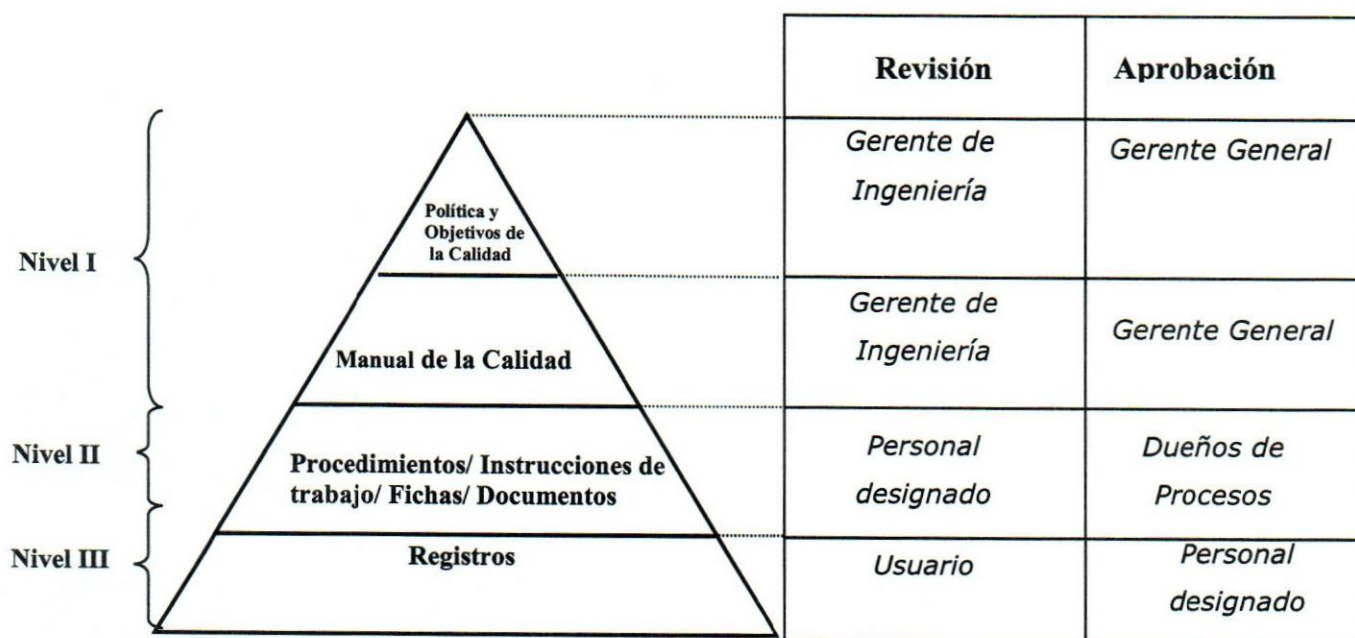 Revisión Aprobación
Gerente de
Ingeniería
Gerente General
Política y
Objetivos de
la Calidad
Nivel I
Gerente de
Ingeniería
Gerente General
Manual de la Calidad
Nivel II
Procedimientos/ Instrucciones de
trabajo/ Fichas/ Documentos
Personal
designado
Dueños de
Procesos
Nivel III
Registros
Usuario
Personal
designado